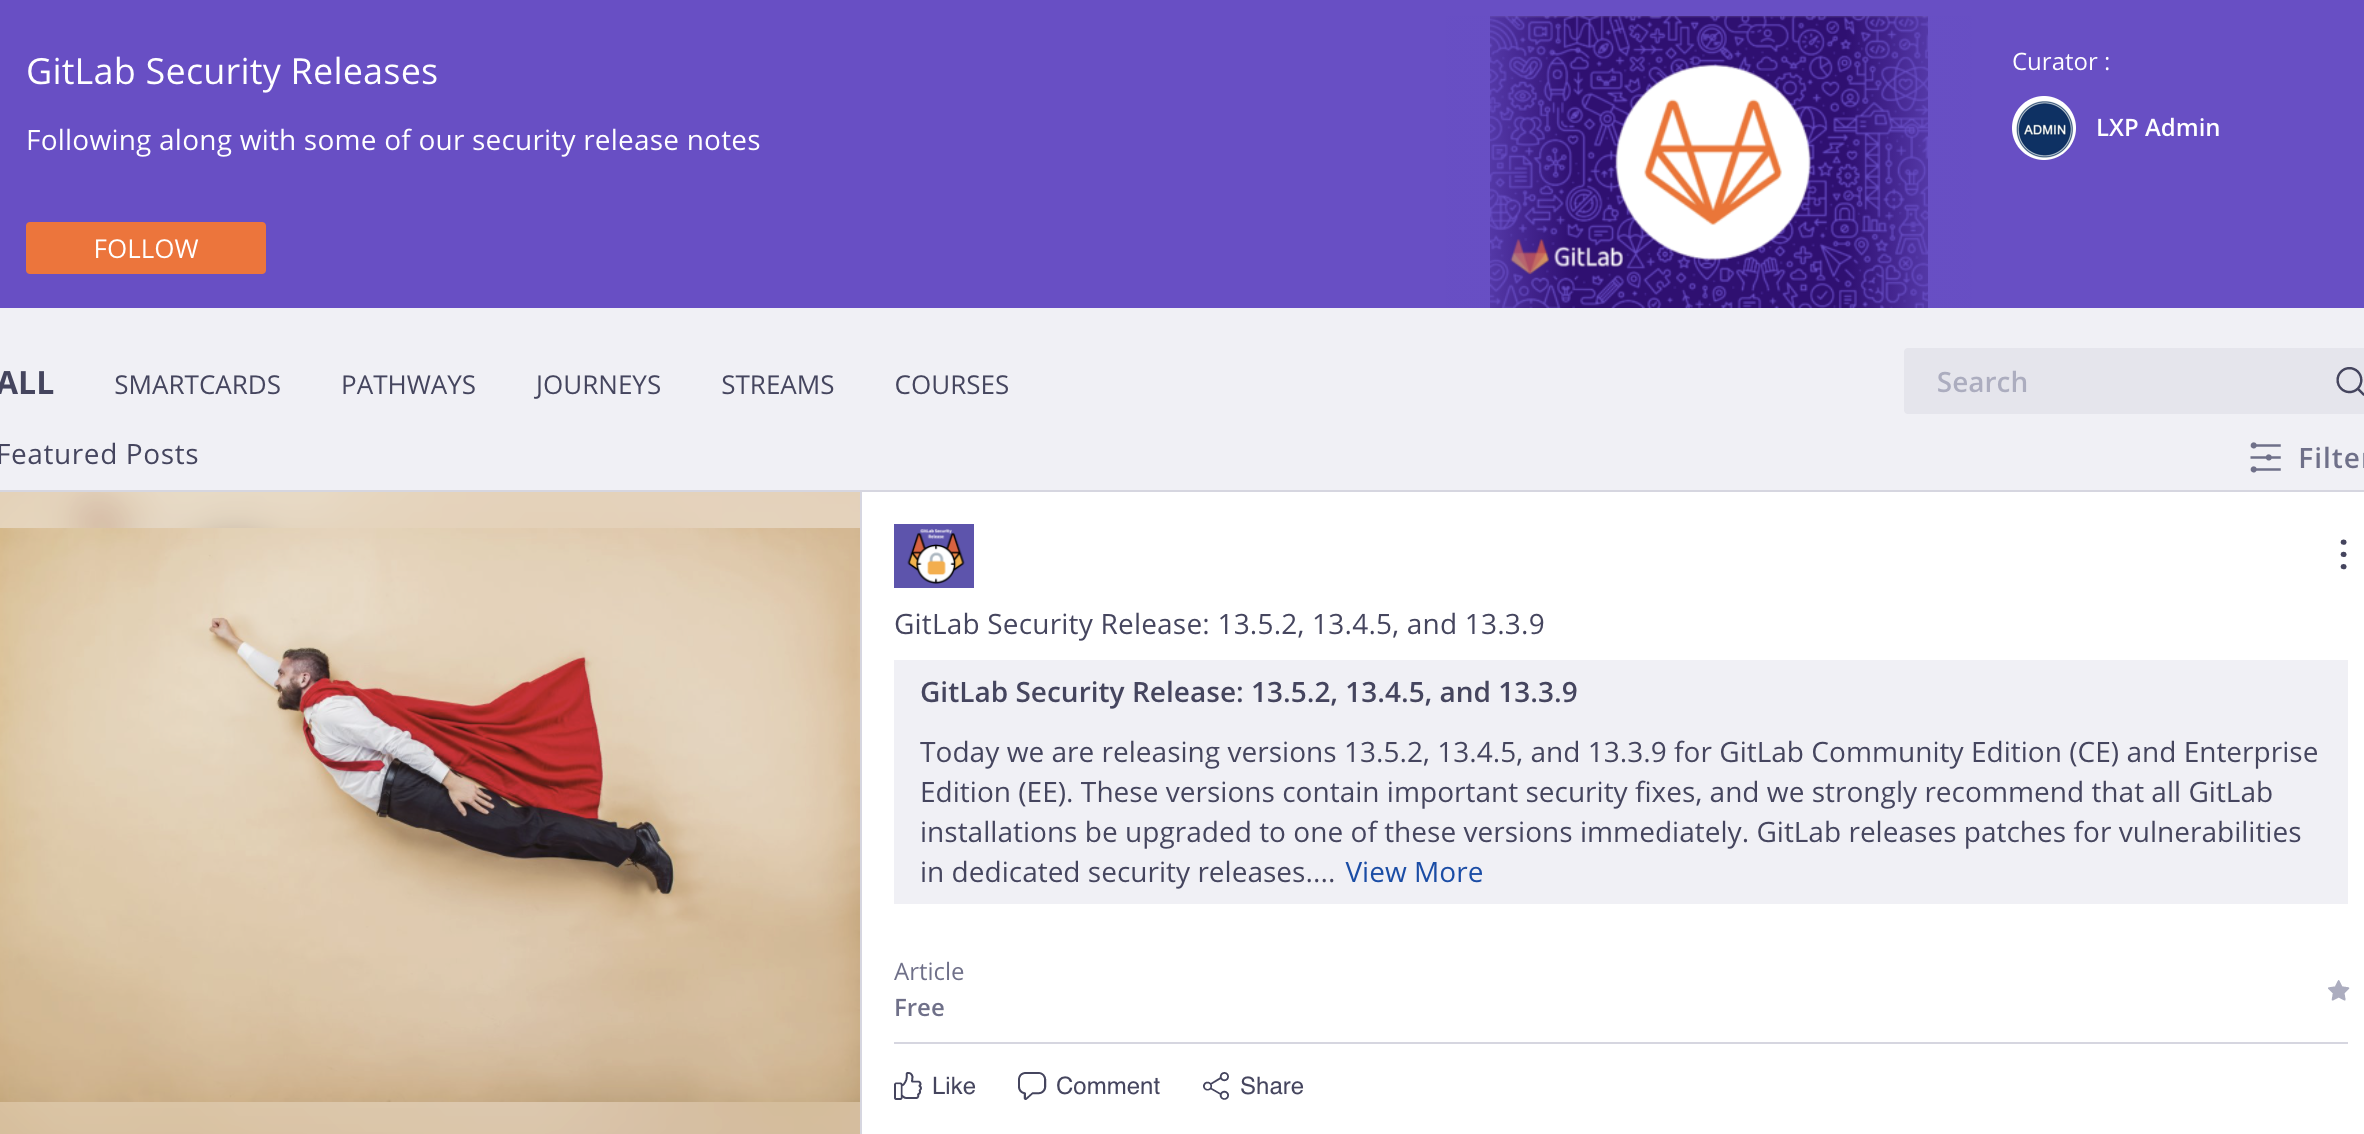 GitLab Security Releases
Following along with some of our security release notes
FOLLOW
GitLab
Curator :
ADMIN
LXP Admin
ALL SMARTCARDS PATHWAYS JOURNEYS STREAMS COURSES
Search
Featured Posts
Filter
GitLab Security
Release
GitLab Security Release: 13.5.2, 13.4.5, and 13.3.9
GitLab Security Release: 13.5.2, 13.4.5, and 13.3.9
Today we are releasing versions 13.5.2, 13.4.5, and 13.3.9 for GitLab Community Edition (CE) and Enterprise
Edition (EE). These versions contain important security fixes, and we strongly recommend that all GitLab
installations be upgraded to one of these versions immediately. GitLab releases patches for vulnerabilities
in dedicated security releases.... View More
Article
Free
Like Comment Share